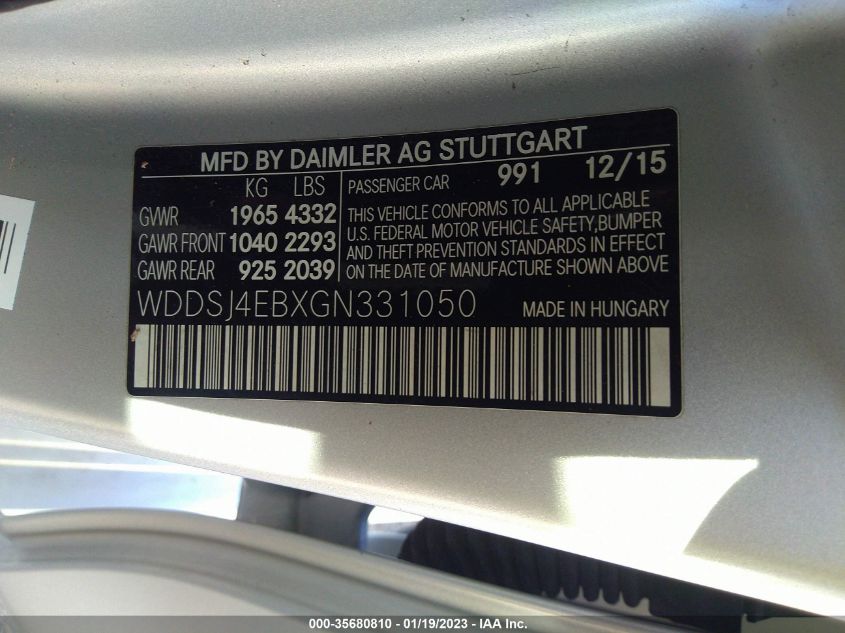 MFD BY DAIMLER AG STUTTGART
KG LBS
GVWR 1965 4332
GAWR FRONT 1040 2293
GAWR REAR 925 2039
PASSENGER CAR 991 12/15
THIS VEHICLE CONFORMS TO ALL APPLICABLE
U.S. FEDERAL MOTOR VEHICLE SAFETY,BUMPER
AND THEFT PREVENTION STANDARDS IN EFFECT
ON THE DATE OF MANUFACTURE SHOWN ABOVE
WDDSJ4EBXGN331050 MADE IN HUNGARY
000-35680810 - 01/19/2023 - IAA Inc.